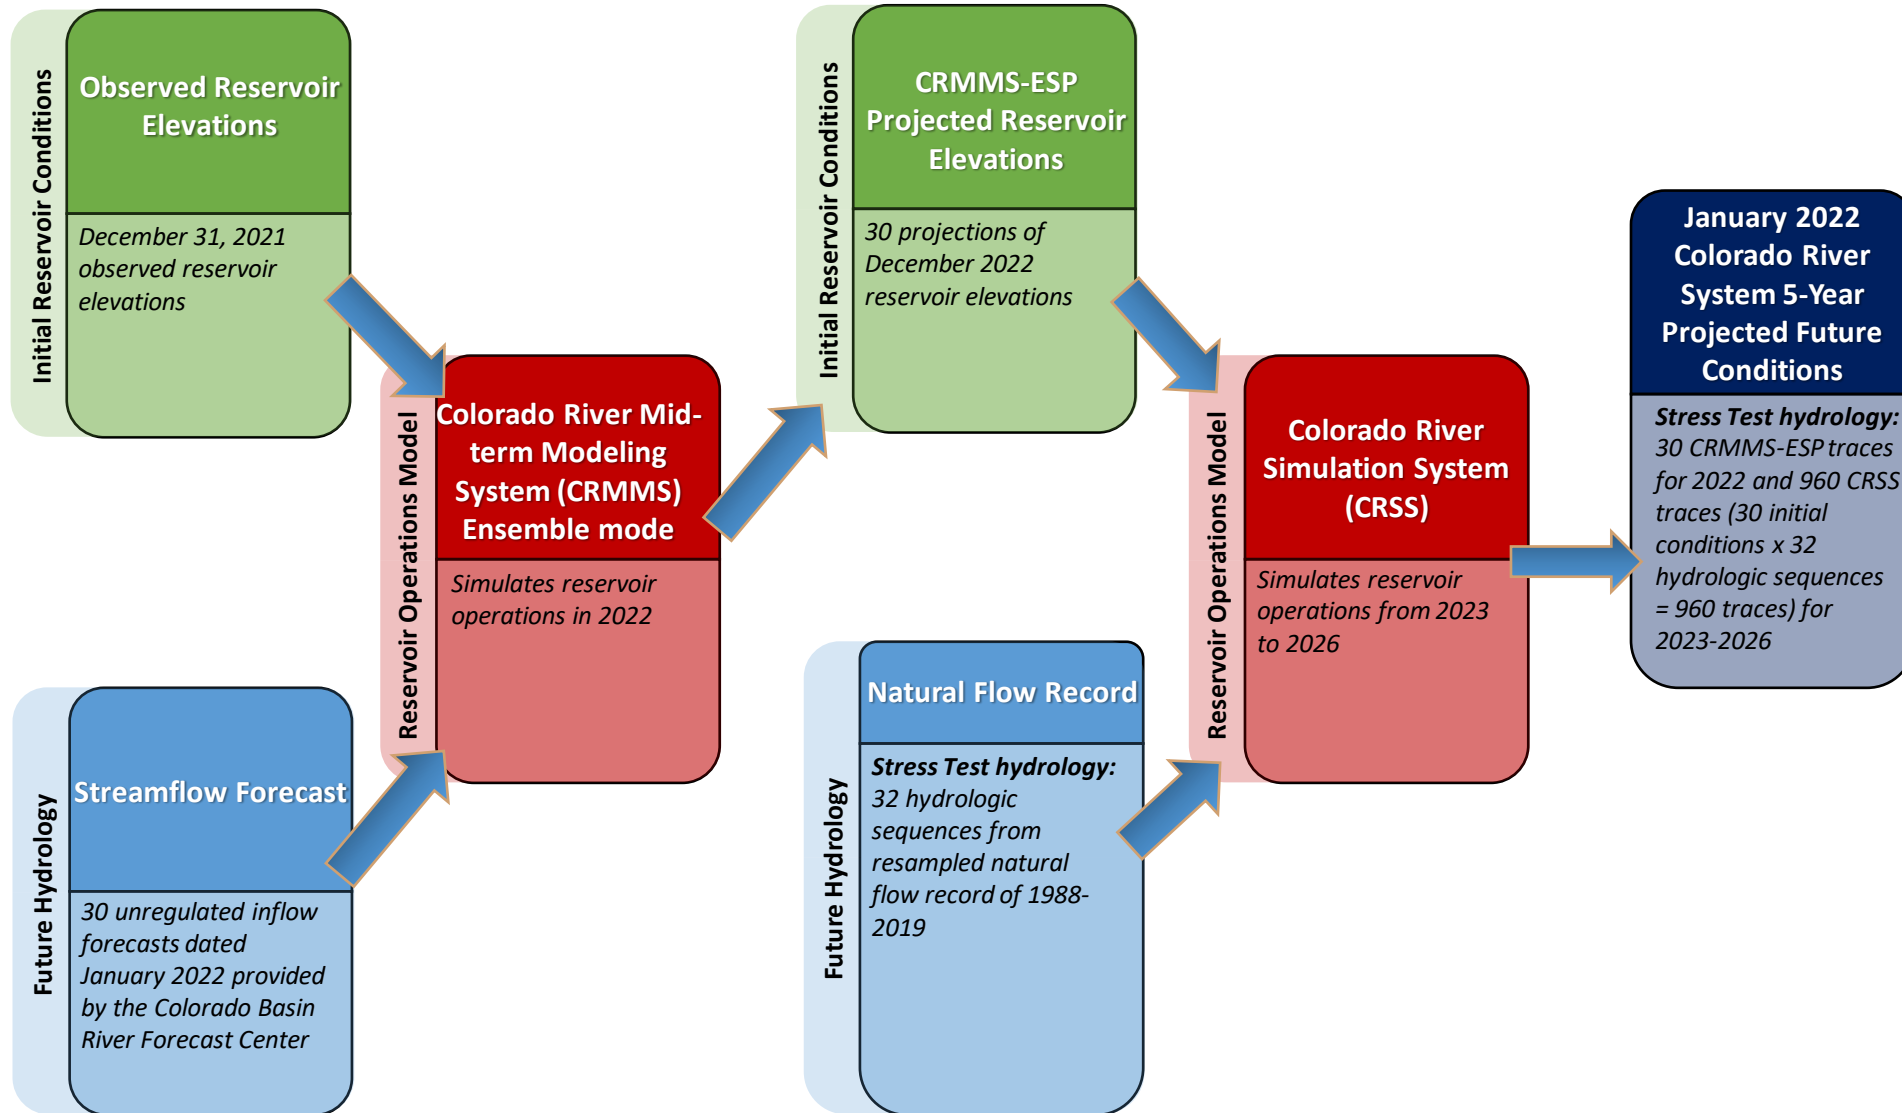 Initial Reservoir Conditions
Observed Reservoir
Elevations
December 31, 2021
observed reservoir
elevations
Future Hydrology
Streamflow Forecast
30 unregulated inflow
forecasts dated
January 2022 provided
by the Colorado Basin
River Forecast Center
Reservoir Operations Model
Colorado River Mid-
term Modeling
System (CRMMS)
Ensemble mode
Simulates reservoir
operations in 2022
Initial Reservoir Conditions
CRMMS-ESP
Projected Reservoir
Elevations
30 projections of
December 2022
reservoir elevations
Future Hydrology
Natural Flow Record
Stress Test hydrology:
32 hydrologic
sequences from
resampled natural
flow record of 1988-
2019
Reservoir Operations Model
Colorado River
Simulation System
(CRSS)
Simulates reservoir
operations from 2023
to 2026
January 2022
Colorado River
System 5-Year
Projected Future
Conditions
Stress Test hydrology:
30 CRMMS-ESP traces
for 2022 and 960 CRSS
traces (30 initial
conditions x 32
hydrologic sequences
= 960 traces) for
2023-2026